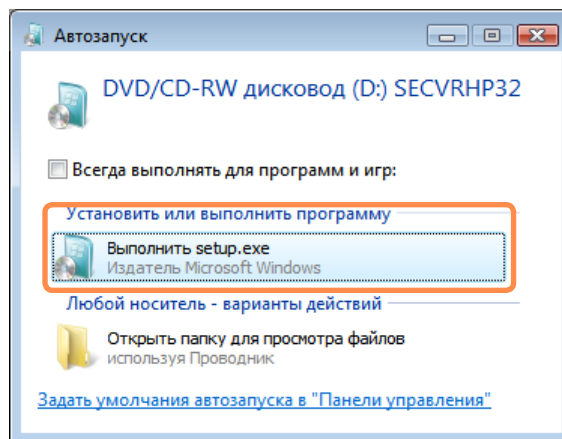 Автозапуск
DVD/CD-RW дисковод (D:) SECVRHP32
Всегда выполнять для программ и игр:
Установить или выполнить программу
Выполнить setup.exe
Издатель Microsoft Windows
Любой носитель - варианты действий
Открыть папку для просмотра файлов
используя Проводник
Задать умолчания автозапуска в "Панели управления"